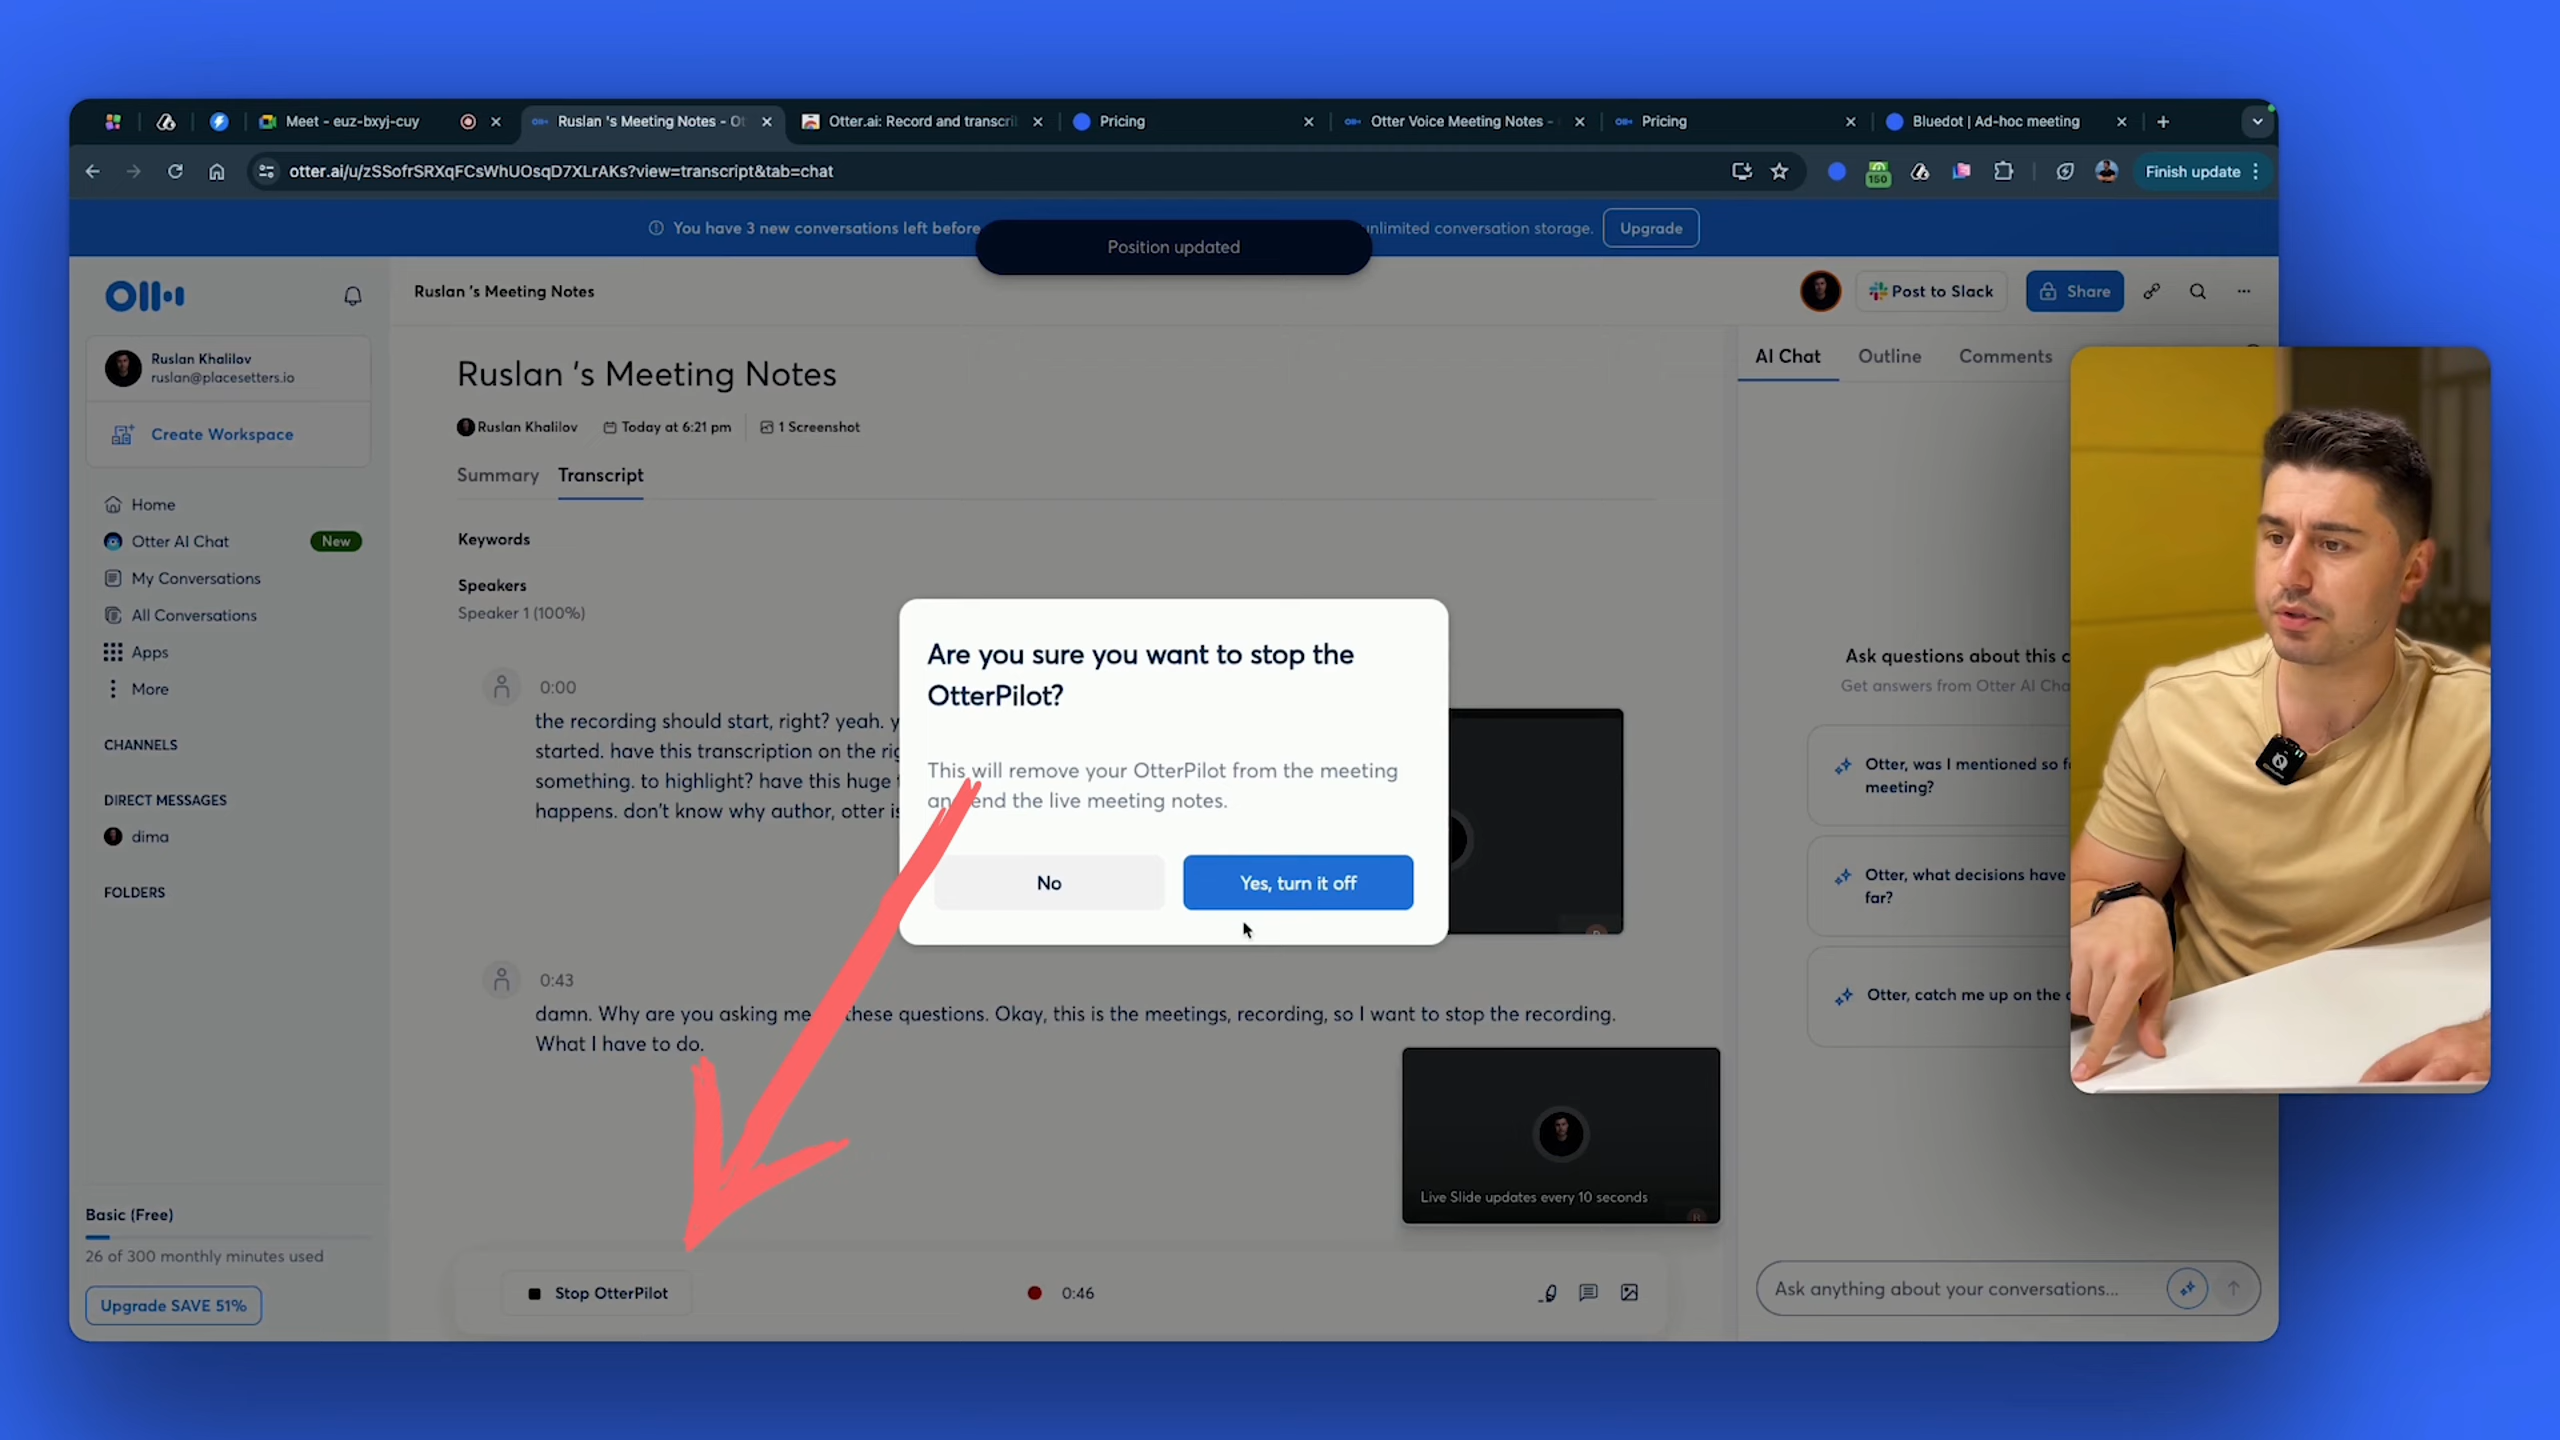 Meet - euz-bxyj-cuy
Ruslan 's Meeting Notes - Ot
Otter.ai: Record and transcri
Pricing
Otter Voice Meeting Notes -
Pricing
Bluedot | Ad-hoc meeting
otter.ai/u/zSSofrSRXqFCsWhUOsqD7XLrAKs?view=transcript&tab=chat
150
Finish update
You have 3 new conversations left before
Position updated
unlimited conversation storage.
Upgrade
Ruslan 's Meeting Notes
Post to Slack
Share
Ruslan Khalilov
ruslan@placesetters.io
Create Workspace
Home
Otter AI Chat
New
My Conversations
All Conversations
Apps
More
CHANNELS
DIRECT MESSAGES
dima
FOLDERS
Basic (Free)
26 of 300 monthly minutes used
Upgrade SAVE 51%
Ruslan 's Meeting Notes
Ruslan Khalilov
Today at 6:21 pm
1 Screenshot
Summary
Transcript
Keywords
Speakers
Speaker 1 (100%)
0:00
the recording should start, right? yeah. y
started. have this transcription on the rig
something. to highlight? have this huge
happens. don't know why author, otter is
Are you sure you want to stop the
OtterPilot?
This will remove your OtterPilot from the meeting
and end the live meeting notes.
No
Yes, turn it off
0:43
damn. Why are you asking me these questions. Okay, this is the meetings, recording, so I want to stop the recording.
What I have to do.
Live Slide updates every 10 seconds
Stop OtterPilot
0:46
AI Chat
Outline
Comments
Ask questions about this c
Get answers from Otter AI Cha
Otter, was I mentioned so f
meeting?
Otter, what decisions have
far?
Otter, catch me up on the
Ask anything about your conversations...